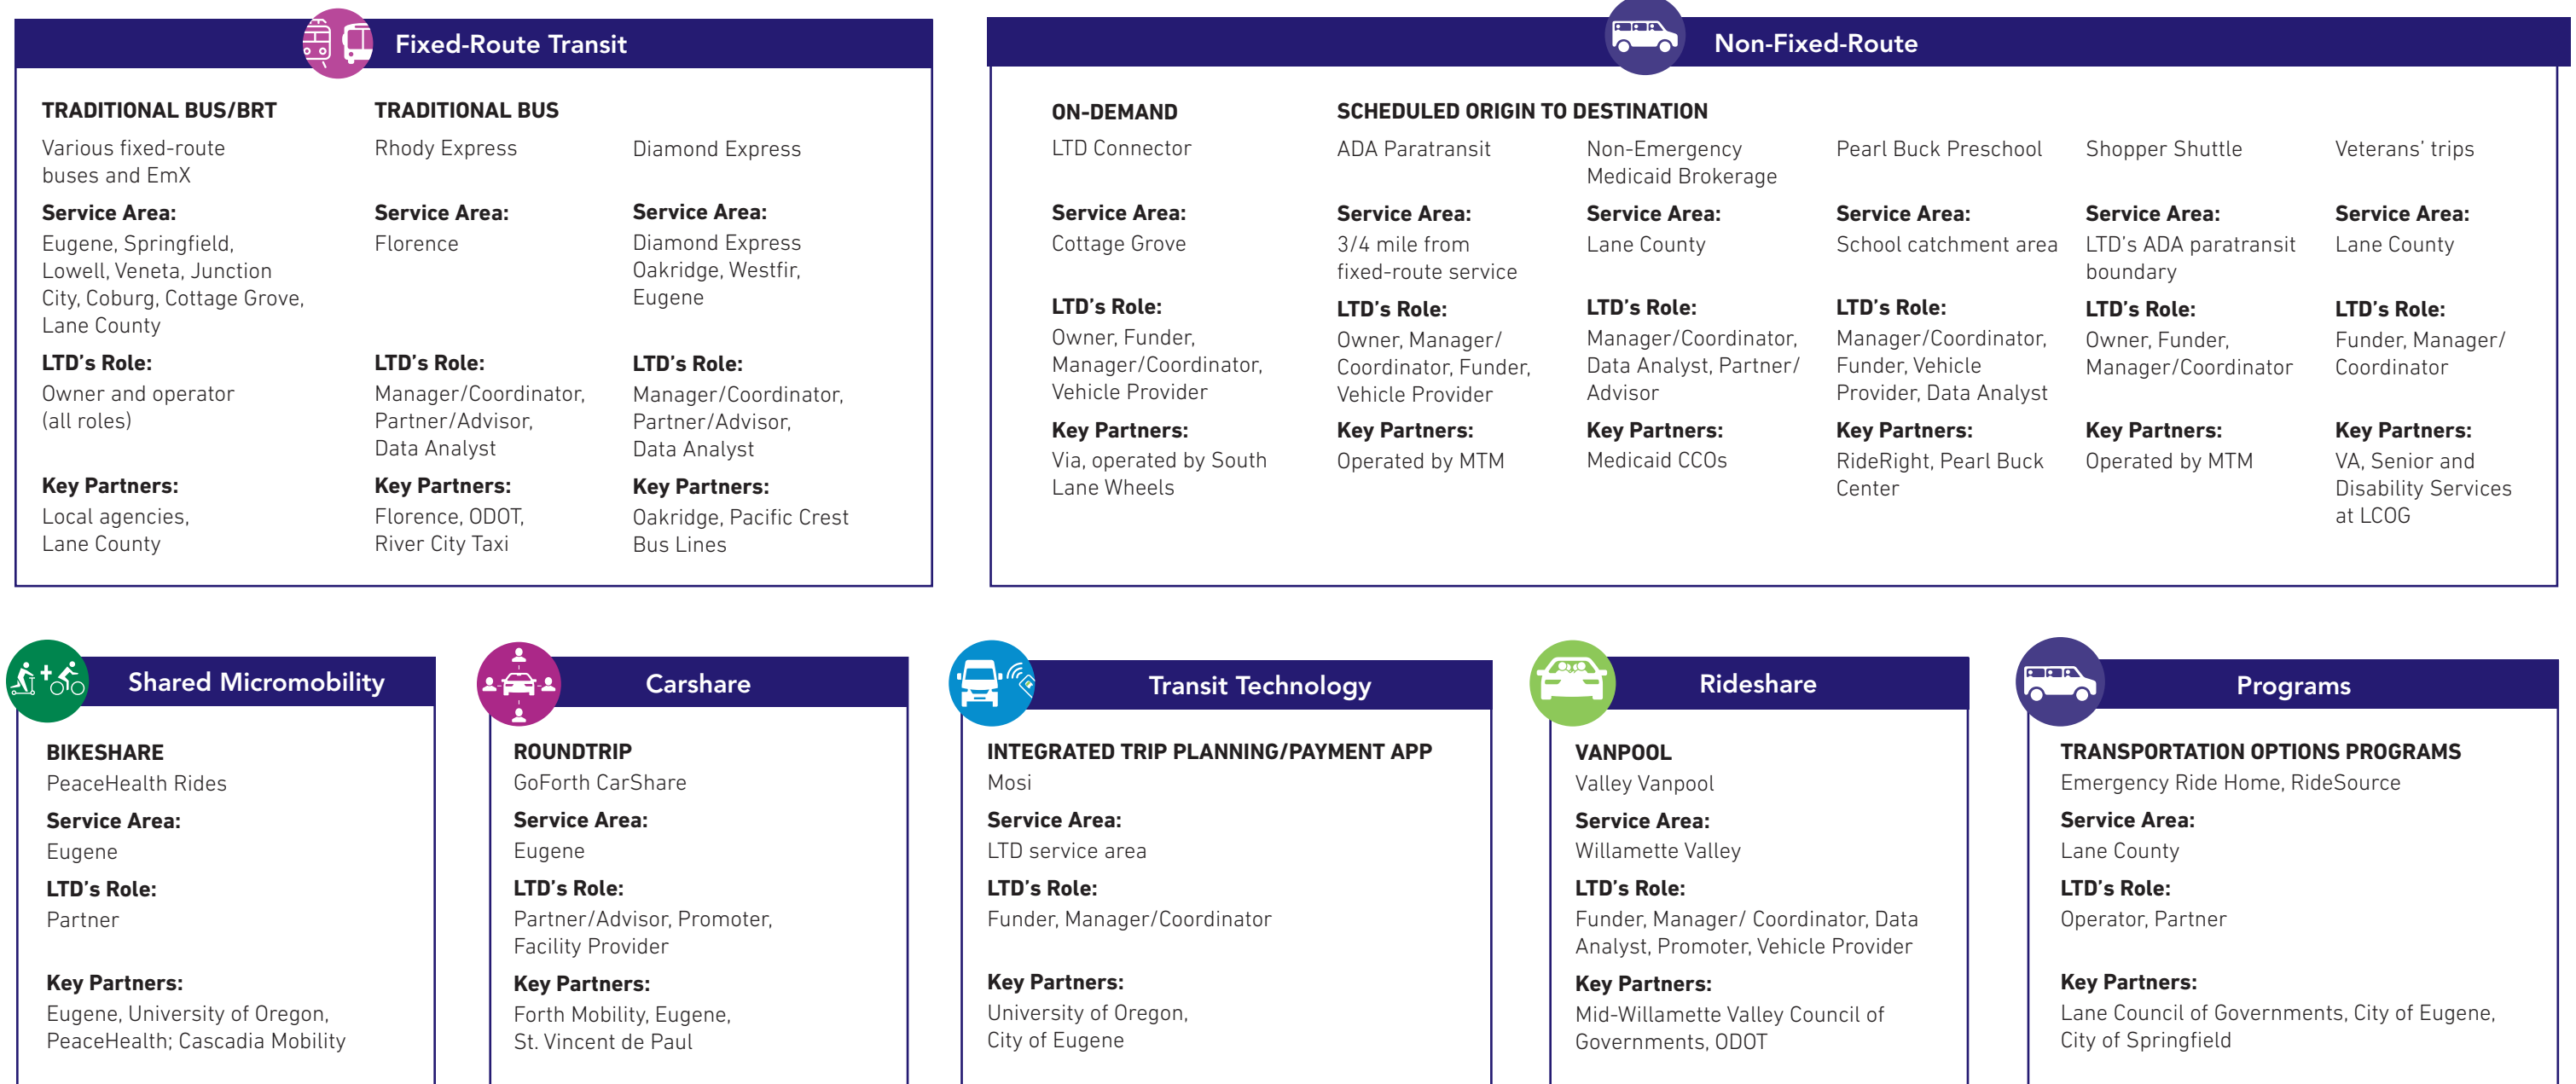 Fixed-Route Transit
TRADITIONAL BUS/BRT
Various fixed-route
buses and EmX
Service Area:
Eugene, Springfield,
Lowell, Veneta, Junction
City, Coburg, Cottage Grove,
Lane County
LTD's Role:
Owner and operator
(all roles)
Key Partners:
Local agencies,
Lane County
TRADITIONAL BUS
Rhody Express
Service Area:
Florence
LTD's Role:
Manager/Coordinator,
Partner/Advisor,
Data Analyst
Key Partners:
Florence, ODOT,
River City Taxi
Diamond Express
Service Area:
Diamond Express
Oakridge, Westfir,
Eugene
LTD's Role:
Manager/Coordinator,
Partner/Advisor,
Data Analyst
Key Partners:
Oakridge, Pacific Crest
Bus Lines
Non-Fixed-Route
ON-DEMAND
LTD Connector
Service Area:
Cottage Grove
LTD's Role:
Owner, Funder,
Manager/Coordinator,
Vehicle Provider
Key Partners:
Via, operated by South
Lane Wheels
SCHEDULED ORIGIN TO DESTINATION
ADA Paratransit
Service Area:
3/4 mile from
fixed-route service
LTD's Role:
Owner, Manager/
Coordinator, Funder,
Vehicle Provider
Key Partners:
Operated by MTM
Non-Emergency
Medicaid Brokerage
Service Area:
Lane County
LTD's Role:
Manager/Coordinator,
Data Analyst, Partner/
Advisor
Key Partners:
Medicaid CCOs
Pearl Buck Preschool
Service Area:
School catchment area
LTD's Role:
Manager/Coordinator,
Funder, Vehicle
Provider, Data Analyst
Key Partners:
RideRight, Pearl Buck
Center
Shopper Shuttle
Service Area:
LTD's ADA paratransit
boundary
LTD's Role:
Owner, Funder,
Manager/Coordinator
Key Partners:
Operated by MTM
Veterans' trips
Service Area:
Lane County
LTD's Role:
Funder, Manager/
Coordinator
Key Partners:
VA, Senior and
Disability Services
at LCOG
Shared Micromobility
BIKESHARE
PeaceHealth Rides
Service Area:
Eugene
LTD's Role:
Partner
Key Partners:
Eugene, University of Oregon,
PeaceHealth; Cascadia Mobility
Carshare
ROUNDTRIP
GoForth CarShare
Service Area:
Eugene
LTD's Role:
Partner/Advisor, Promoter,
Facility Provider
Key Partners:
Forth Mobility, Eugene,
St. Vincent de Paul
Transit Technology
INTEGRATED TRIP PLANNING/PAYMENT APP
Mosi
Service Area:
LTD service area
LTD's Role:
Funder, Manager/Coordinator
Key Partners:
University of Oregon,
City of Eugene
Rideshare
VANPOOL
Valley Vanpool
Service Area:
Willamette Valley
LTD's Role:
Funder, Manager/ Coordinator, Data
Analyst, Promoter, Vehicle Provider
Key Partners:
Mid-Willamette Valley Council of
Governments, ODOT
Programs
TRANSPORTATION OPTIONS PROGRAMS
Emergency Ride Home, RideSource
Service Area:
Lane County
LTD's Role:
Operator, Partner
Key Partners:
Lane Council of Governments, City of Eugene,
City of Springfield